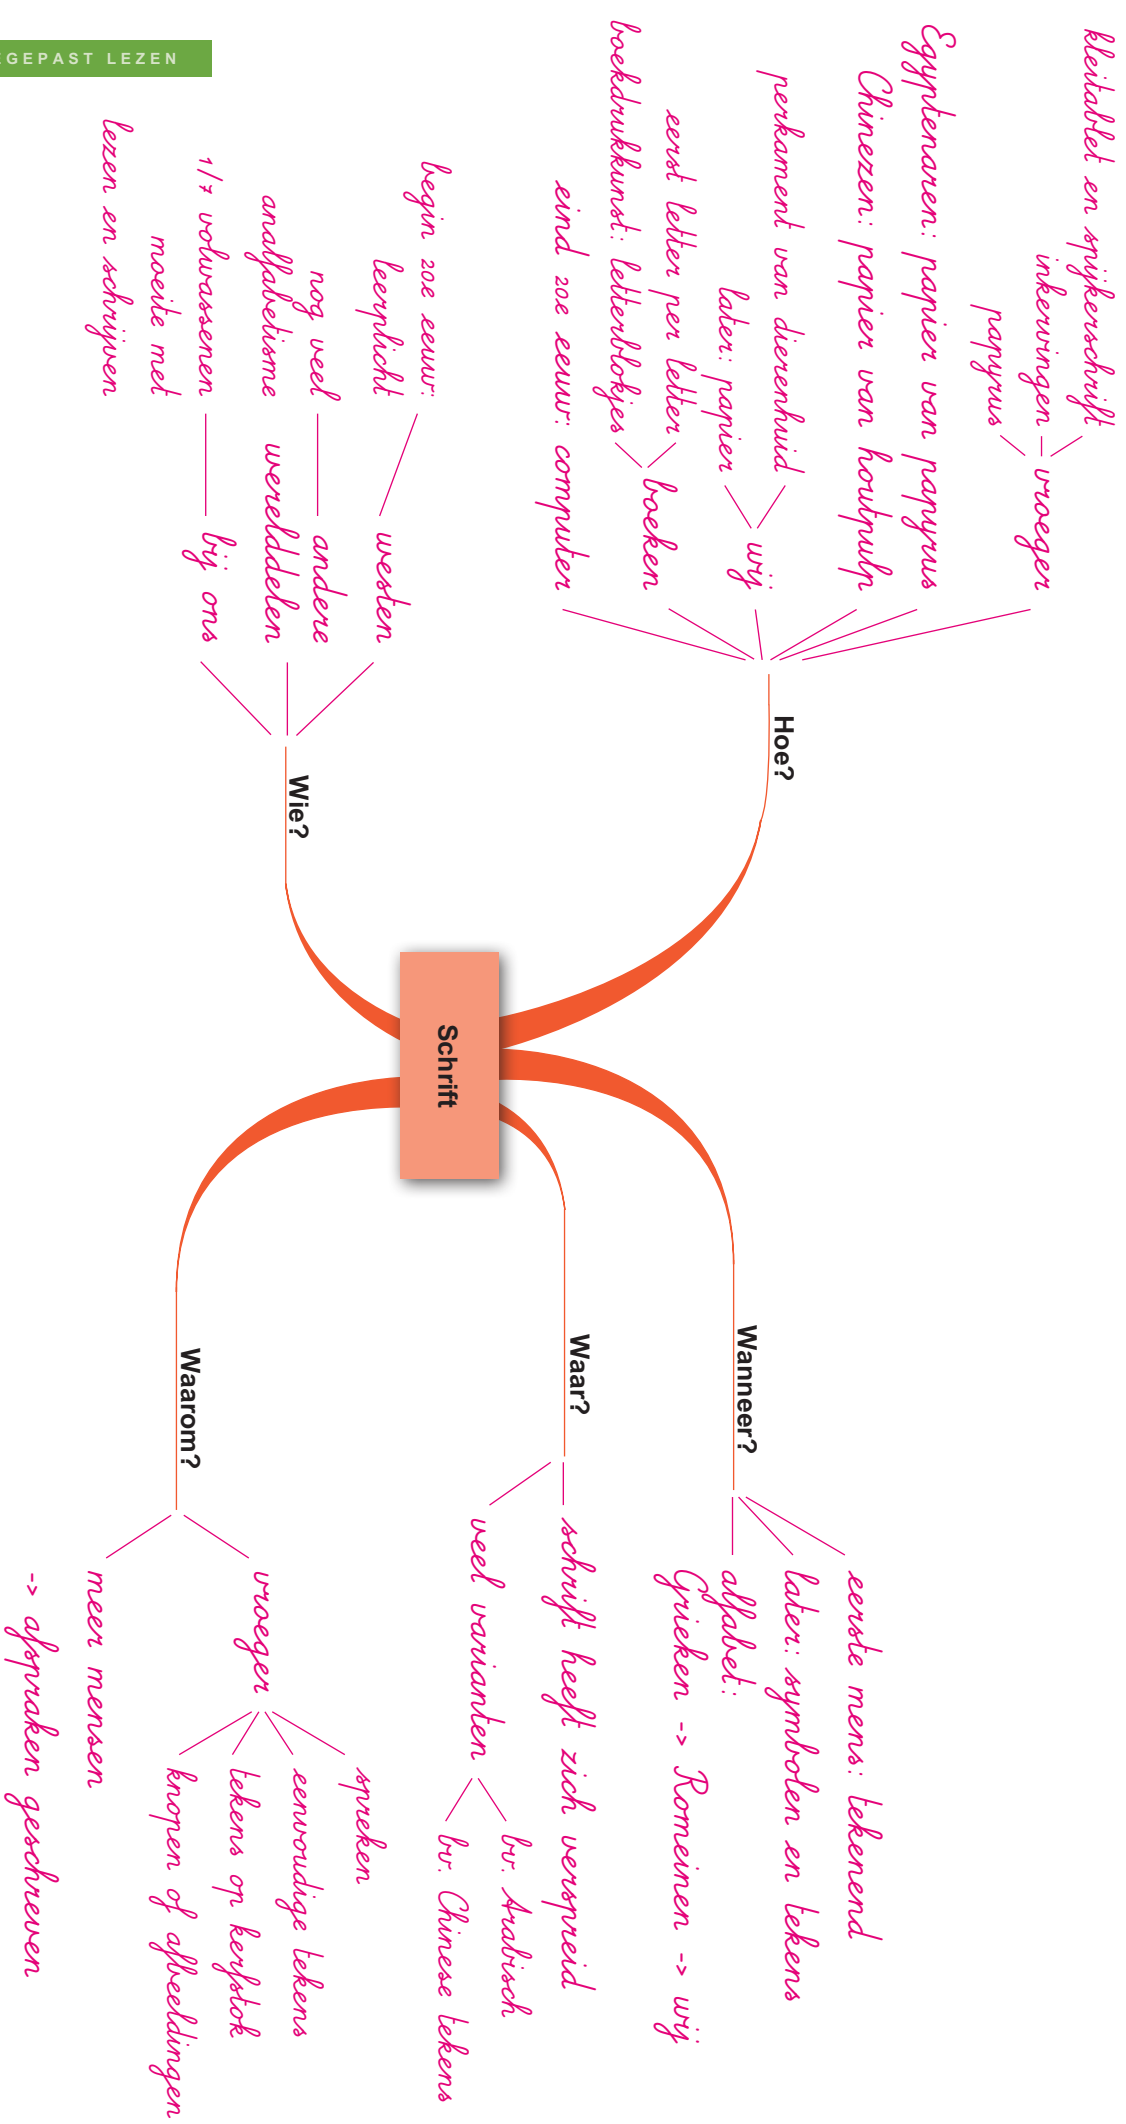 EGEPAST LEZEN
Schrift
Hoe?
kleitablet en spijkerschrift
inkervingen
papyrus
vroeger
Egyptenaren: papier van papyrus
Chinezen: papier van houtpulp
perkament van dierenhuid
later: papier
wij
eerst letter per letter
boekdrukkunst: letterblokjes
boeken
eind 20e eeuw: computer
Wie?
begin 20e eeuw:
leerplicht
westen
nog veel
analfabetisme
andere
werelddelen
1/7 volwassenen
moeite met
lezen en schrijven
bij ons
Wanneer?
eerste mens: tekenend
later: symbolen en tekens
alfabet:
Grieken -> Romeinen -> wij
Waar?
schrift heeft zich verspreid
veel varianten
bv. Arabisch
bv. Chinese tekens
Waarom?
vroeger
spreken
eenvoudige tekens
tekens op kerfstok
knopen of afbeeldingen
meer mensen
-> afspraken geschreven